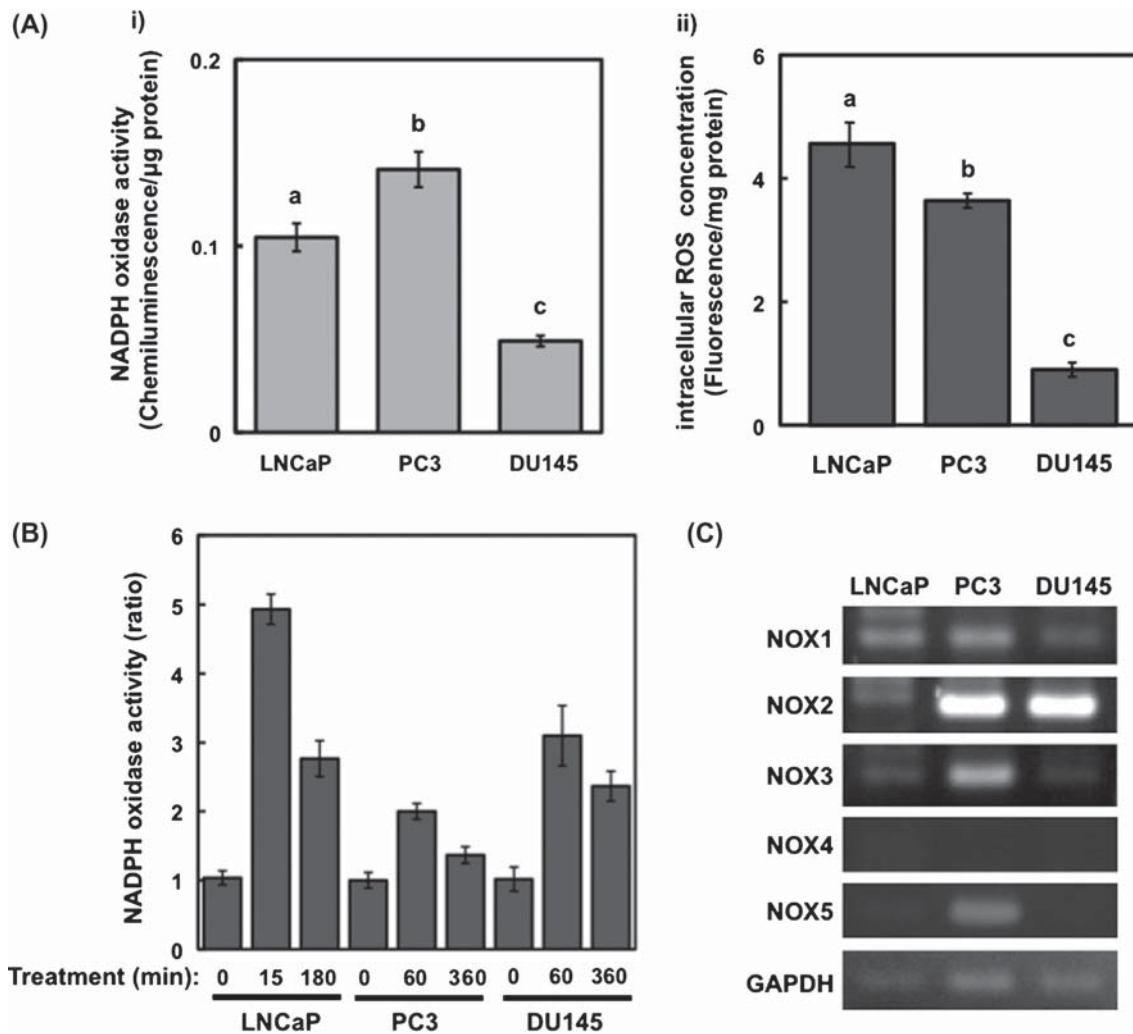 (A)
i)
NADPH oxidase activity
(Chemiluminescence/µg protein)
0.2
0.1
0
a
b
c
LNCaP PC3 DU145
ii)
intracellular ROS concentration
(Fluorescence/mg protein)
6
4
2
0
a
b
c
LNCaP PC3 DU145
(B)
NADPH oxidase activity (ratio)
6
5
4
3
2
1
0
Treatment (min): 0 15 180 0 60 360 0 60 360
LNCaP PC3 DU145
(C)
LNCaP PC3 DU145
NOX1
NOX2
NOX3
NOX4
NOX5
GAPDH